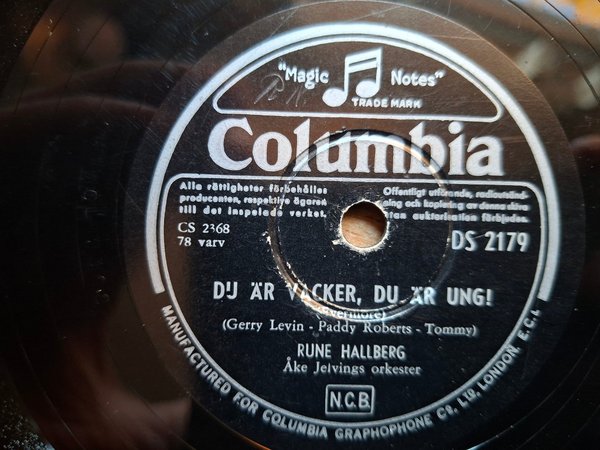 "Magic Notes"
TRADE MARK
Columbia
Alle rättigheter förbehålles
producenten, respektive ägaren
till det inspelade verket.
Offentligt utförande, radioutsänd-
ning och kopiering av denna skiva
utan auktorisation förbjudes.
CS 2368
78 varv
DS 2179
DU ÄR VACKER, DU ÄR UNG!
(Evermore)
(Gerry Levin - Paddy Roberts - Tommy)
RUNE HALLBERG
Åke Jelvings orkester
N.C.B
MANUFACTURED FOR COLUMBIA GRAPHOPHONE Co. LTD, LONDON E.C.1.